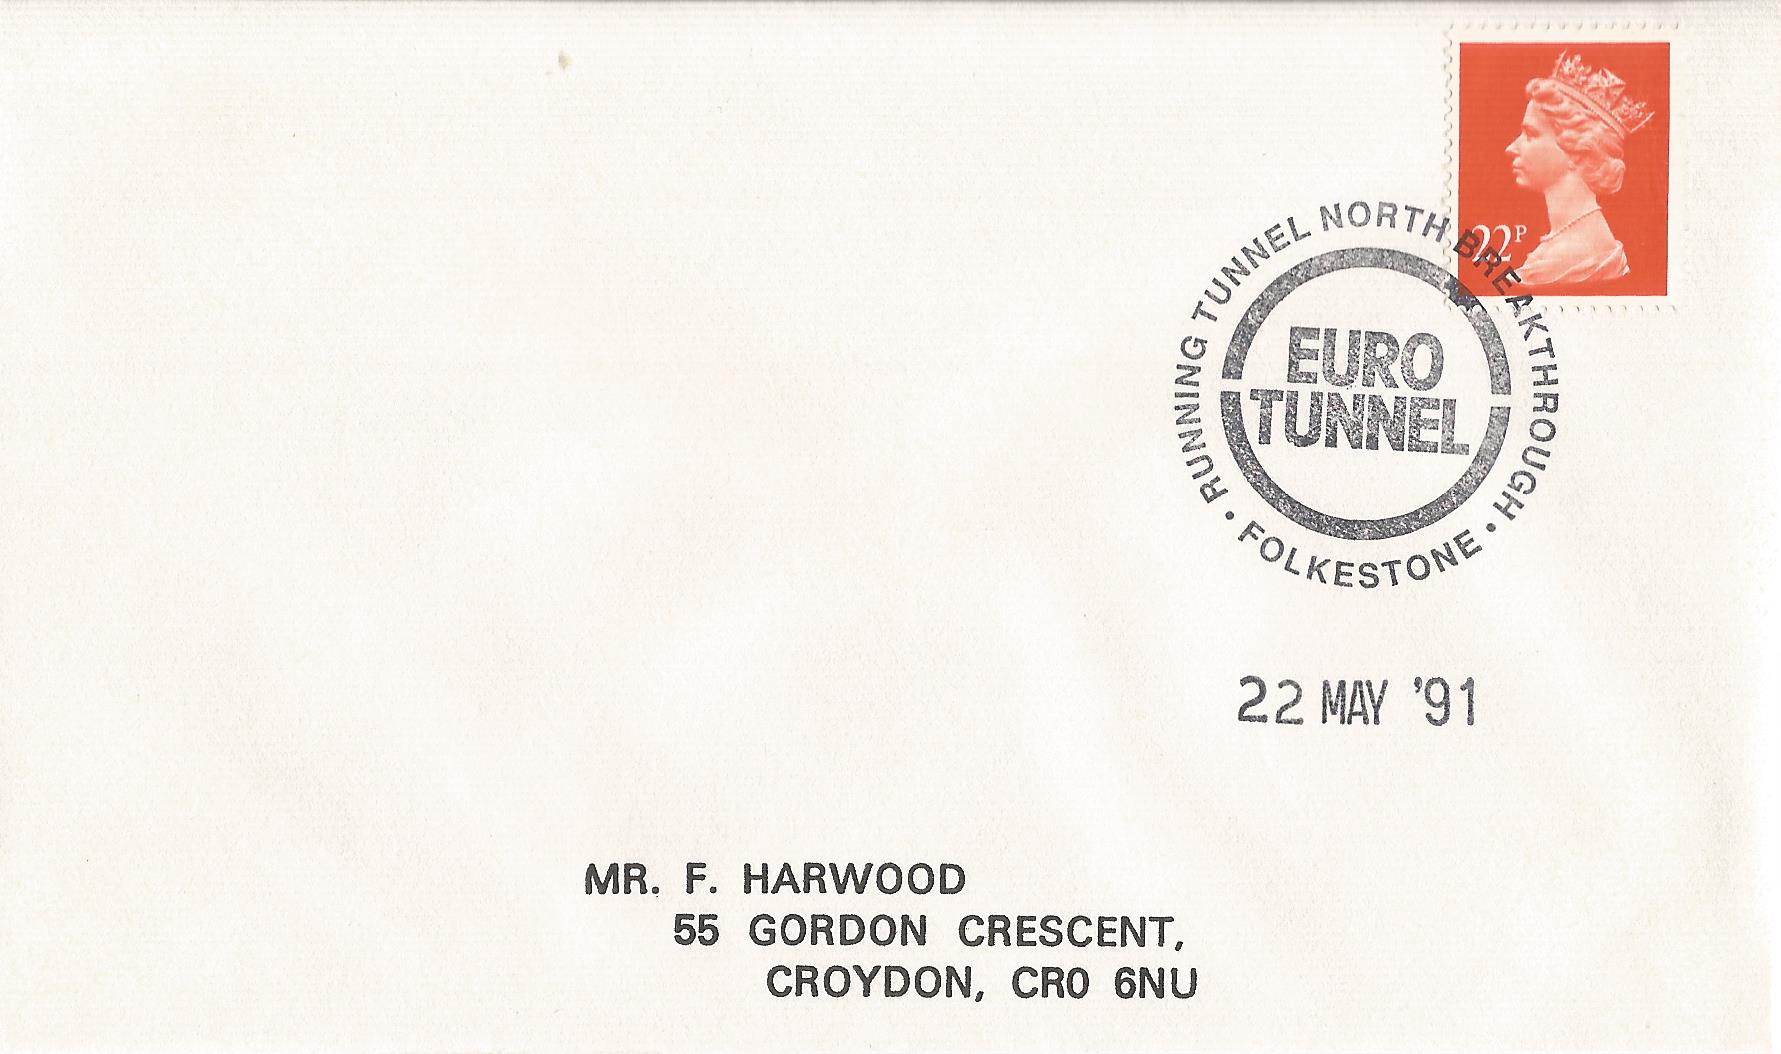 22P
RUNNING TUNNEL NORTH BREAKTHROUGH
EURO
TUNNEL
• FOLKESTONE •
22 MAY '91
MR. F. HARWOOD
55 GORDON CRESCENT,
CROYDON, CR0 6NU